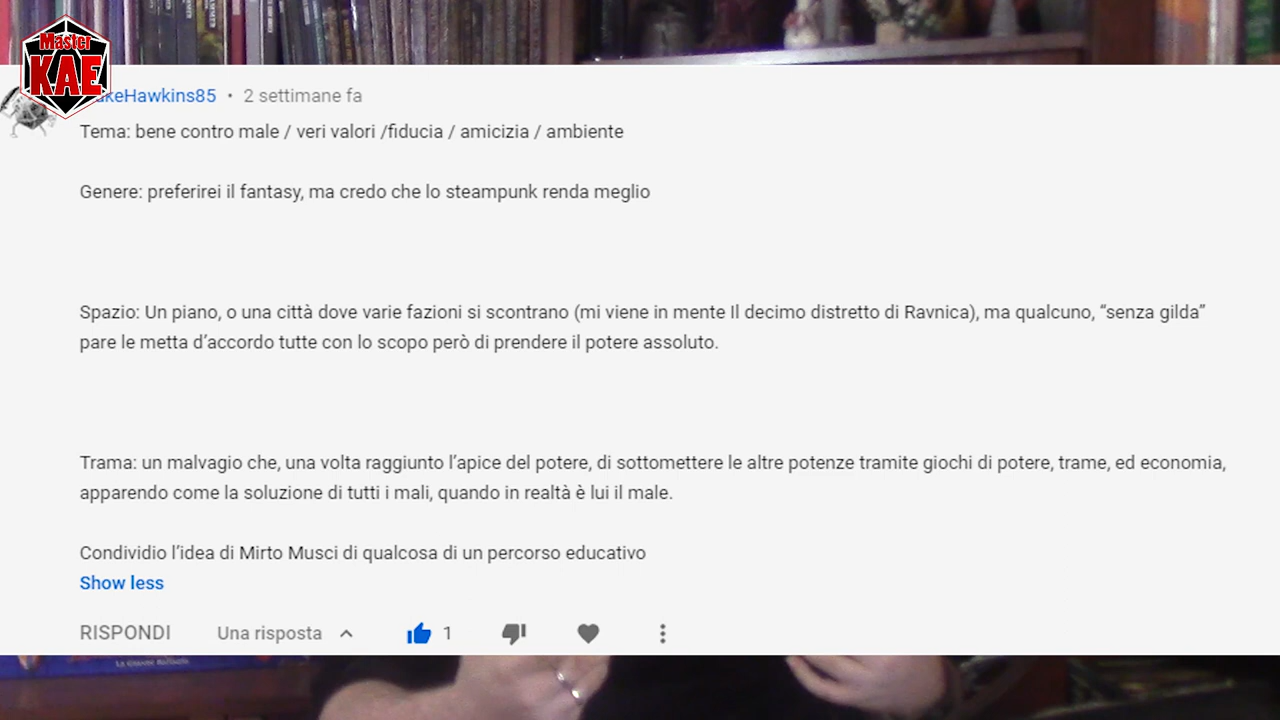 Master
KAE
akeHawkins85 • 2 settimane fa
Tema: bene contro male / veri valori /fiducia / amicizia / ambiente
Genere: preferirei il fantasy, ma credo che lo steampunk renda meglio
Spazio: Un piano, o una città dove varie fazioni si scontrano (mi viene in mente Il decimo distretto di Ravnica), ma qualcuno, “senza gilda”
pare le metta d’accordo tutte con lo scopo però di prendere il potere assoluto.
Trama: un malvagio che, una volta raggiunto l’apice del potere, di sottomettere le altre potenze tramite giochi di potere, trame, ed economia,
apparendo come la soluzione di tutti i mali, quando in realtà è lui il male.
Condividio l’idea di Mirto Musci di qualcosa di un percorso educativo
Show less
RISPONDI Una risposta 1